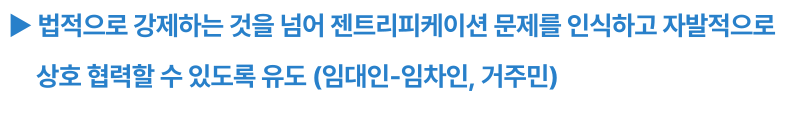 ▶ 법적으로 강제하는 것을 넘어 젠트리피케이션 문제를 인식하고 자발적으로
상호 협력할 수 있도록 유도 (임대인-임차인, 거주민)